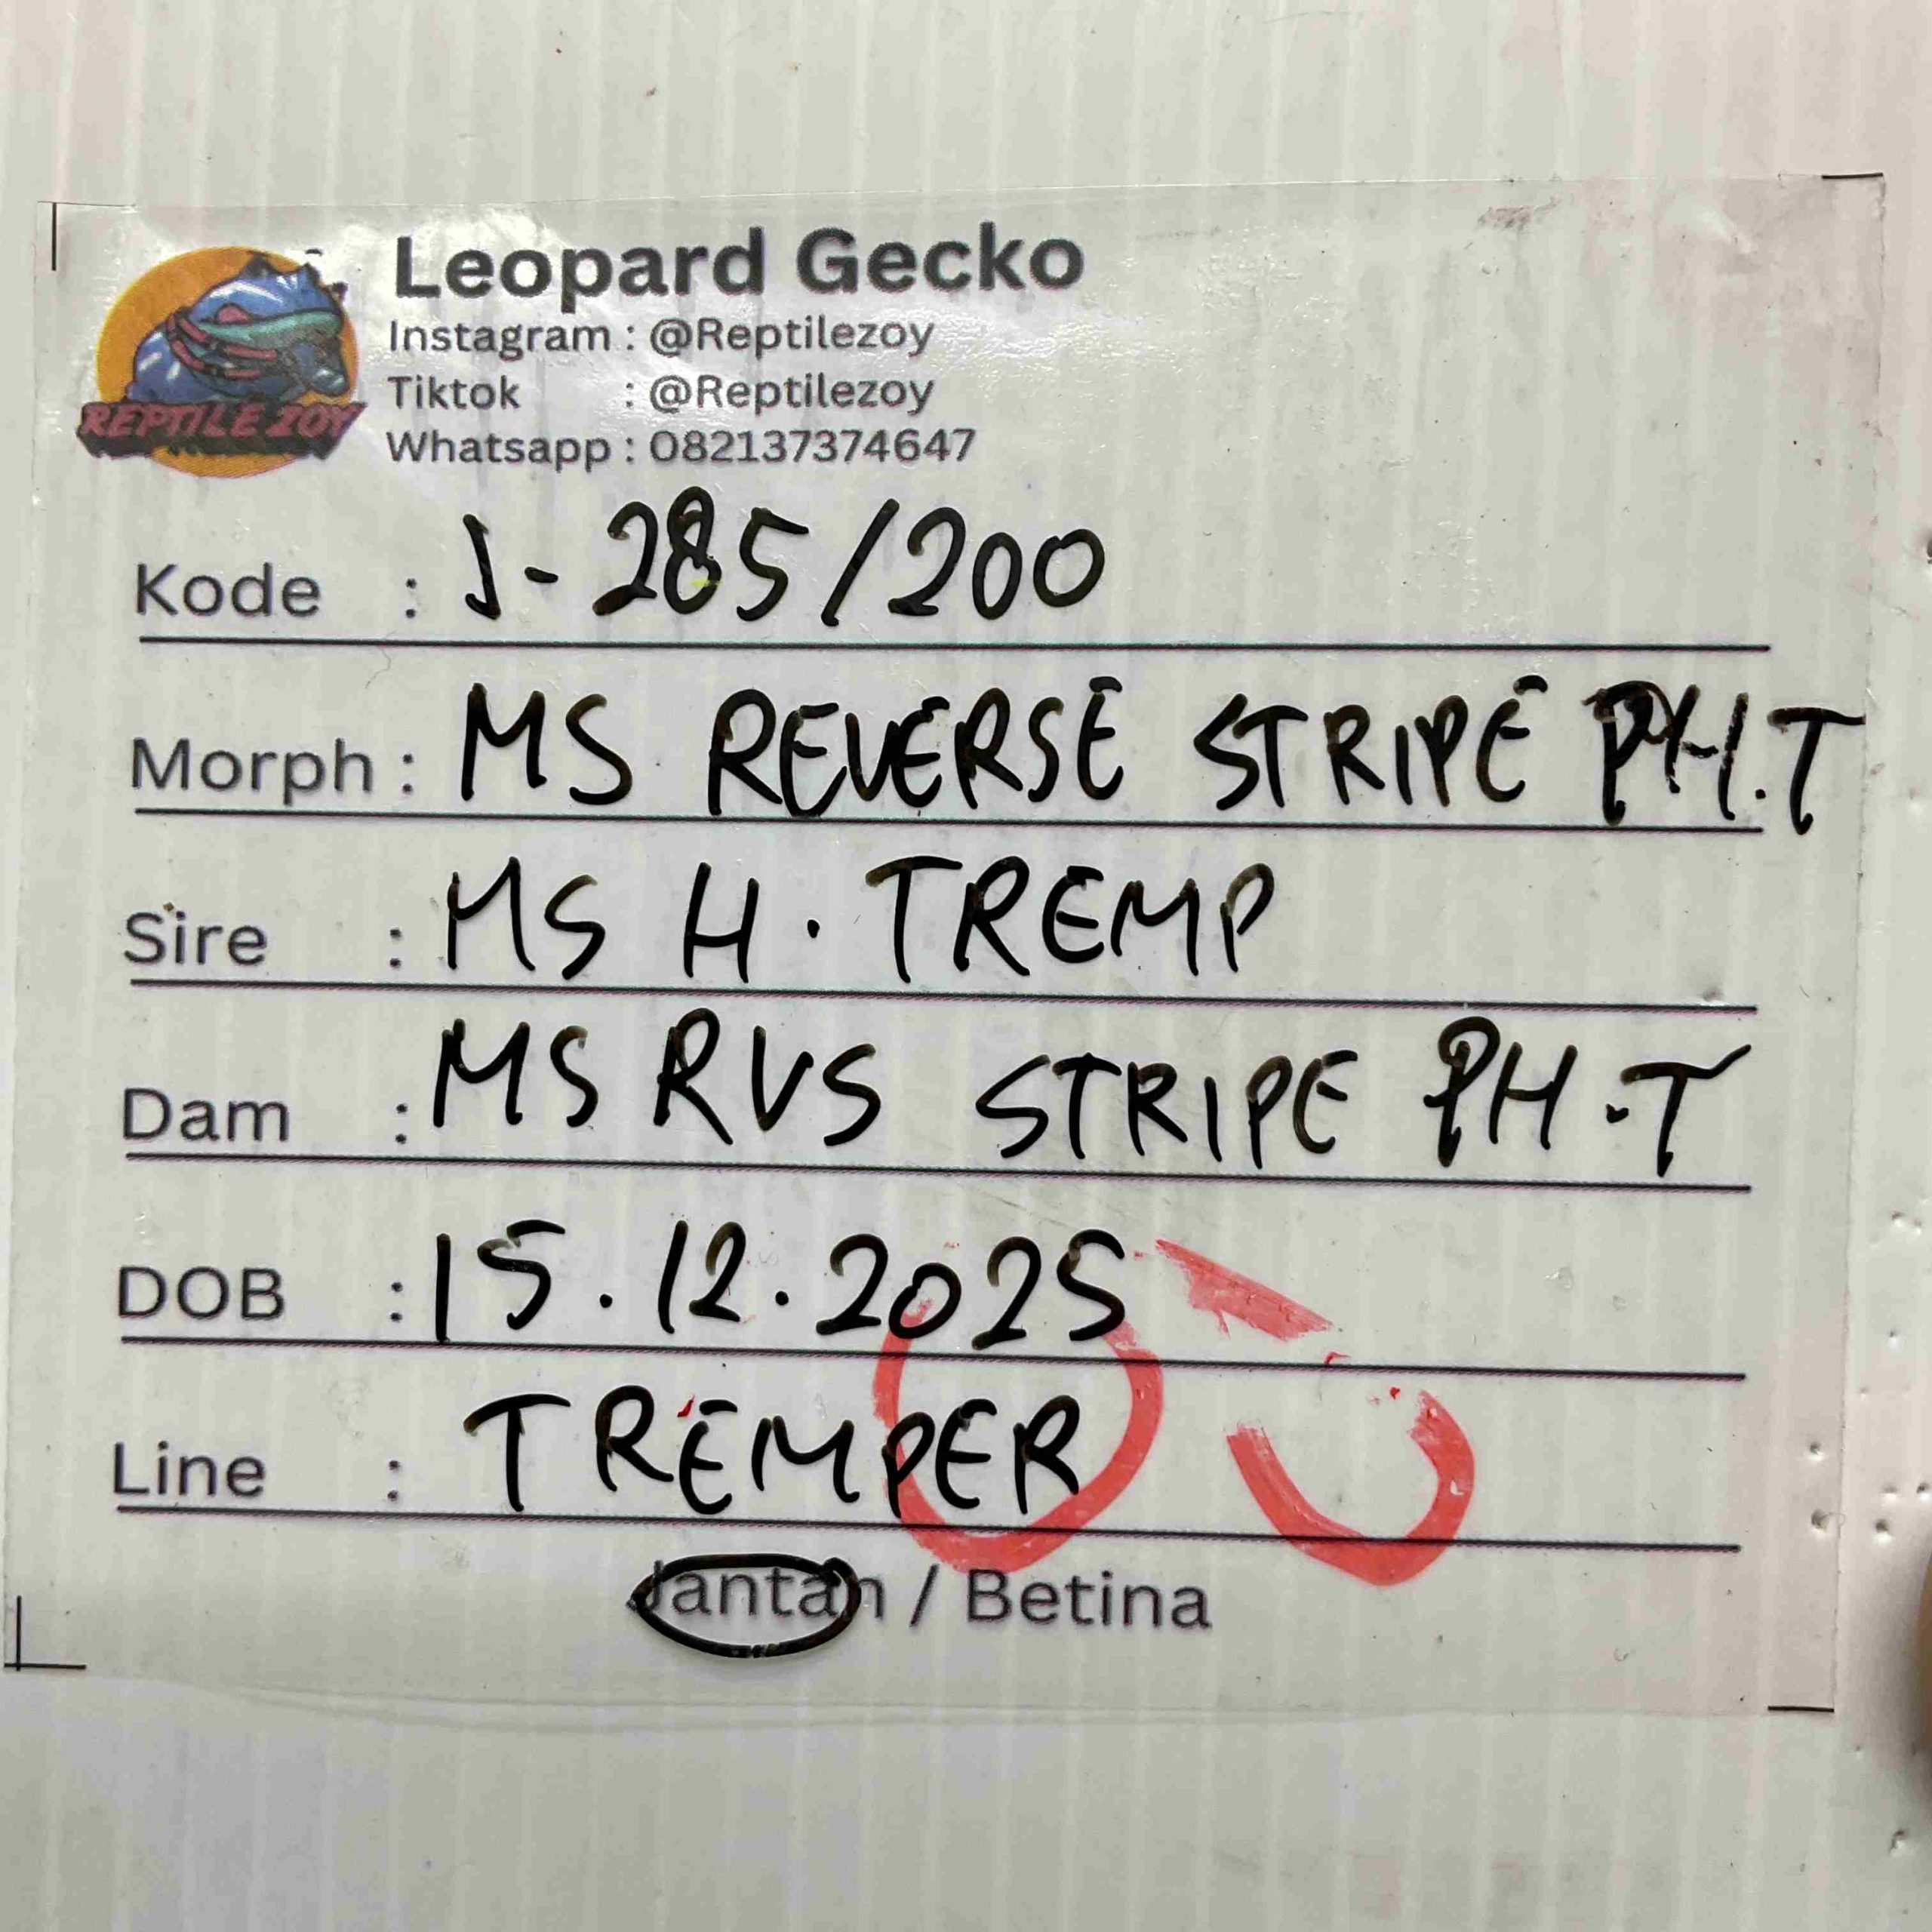 Leopard Gecko
Instagram : @Reptilezoy
Tiktok : @Reptilezoy
Whatsapp : 082137374647
REPTILE ZOY
Kode : J-285/200
Morph : MS REVERSE STRIPE PH.T
Sire : MS H. TREMP
Dam : MS RVS STRIPE PH.T
DOB : 15.12.2025
Line : TREMPER
Jantan / Betina